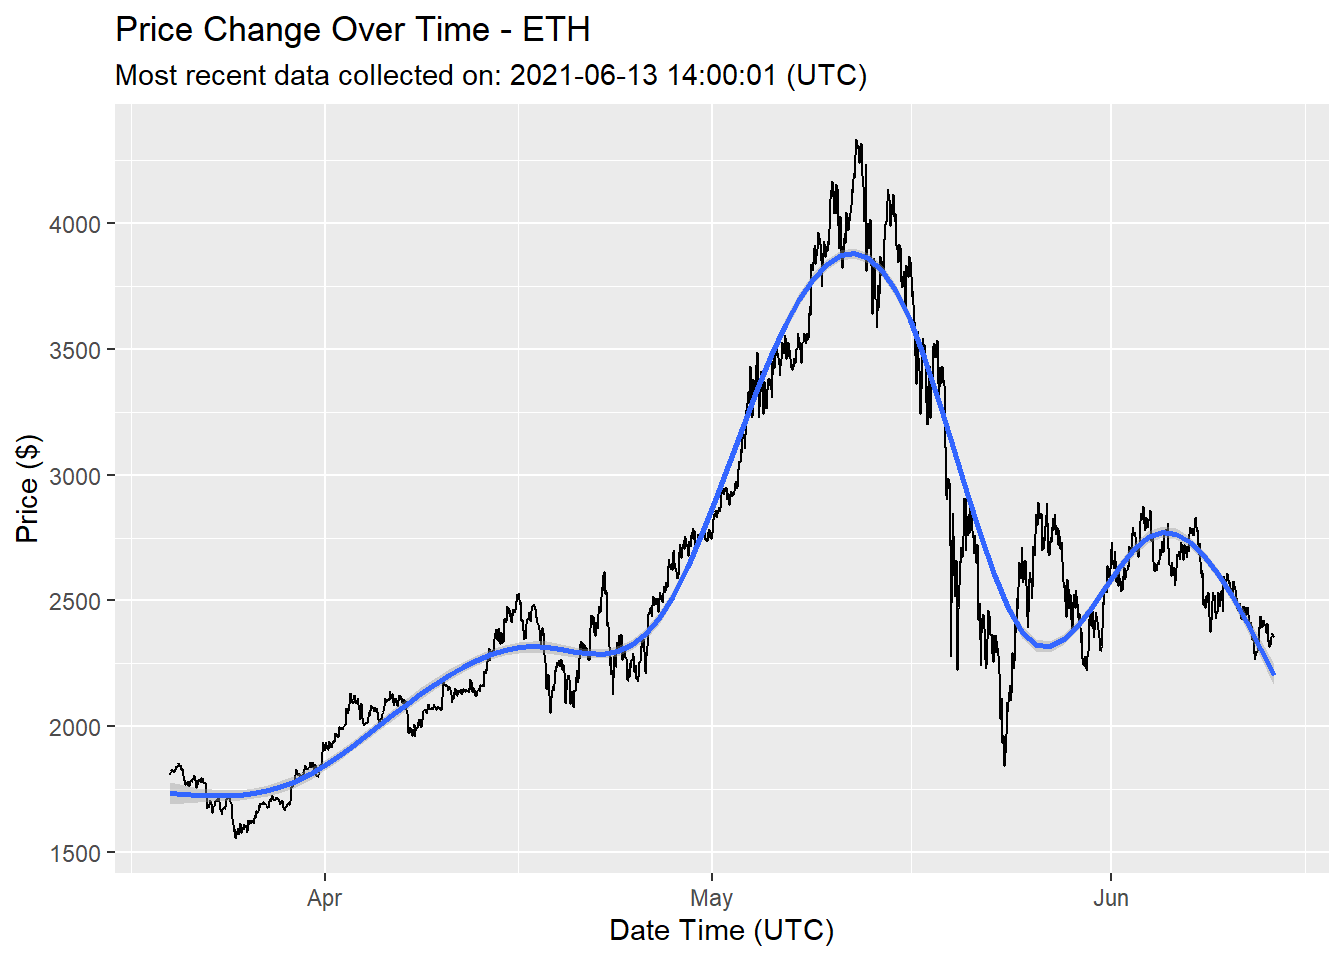 Price Change Over Time - ETH
Most recent data collected on: 2021-06-13 14:00:01 (UTC)
Price ($)
4000
3500
3000
2500
2000
1500
Apr
May
Jun
Date Time (UTC)